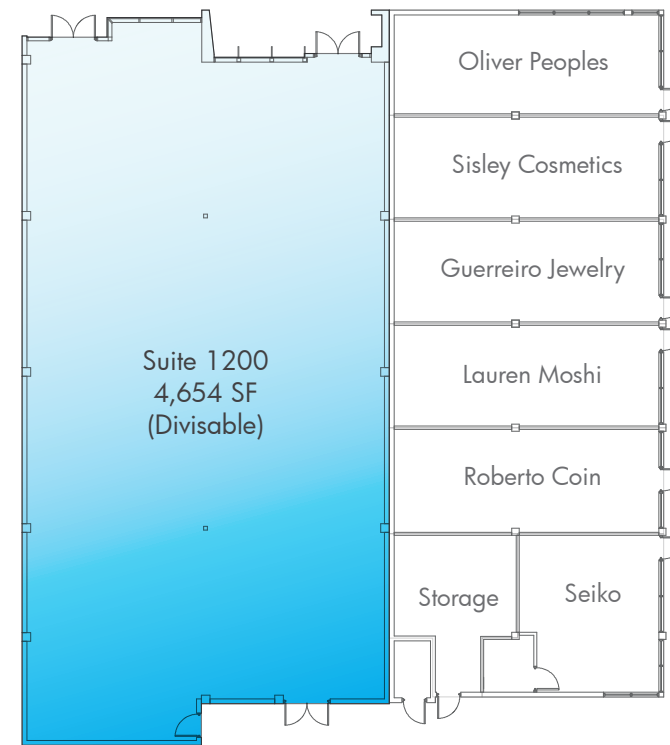 Oliver Peoples
Sisley Cosmetics
Guerreiro Jewelry
Suite 1200
4,654 SF
(Divisable)
Lauren Moshi
Roberto Coin
Storage
Seiko